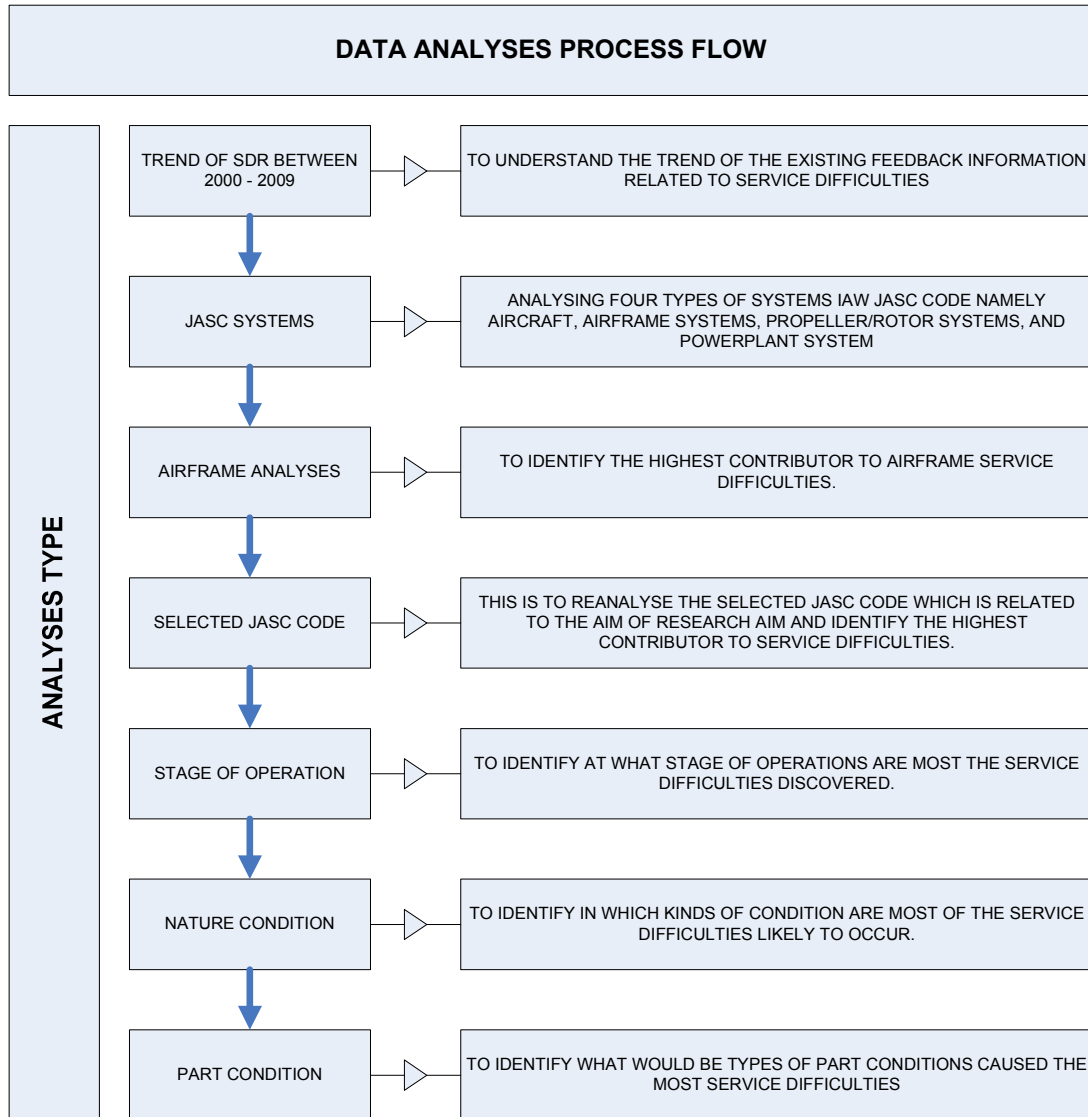 DATA ANALYSES PROCESS FLOW
ANALYSES TYPE
TREND OF SDR BETWEEN
2000 - 2009
TO UNDERSTAND THE TREND OF THE EXISTING FEEDBACK INFORMATION
RELATED TO SERVICE DIFFICULTIES
JASC SYSTEMS
ANALYSING FOUR TYPES OF SYSTEMS IAW JASC CODE NAMELY
AIRCRAFT, AIRFRAME SYSTEMS, PROPELLER/ROTOR SYSTEMS, AND
POWERPLANT SYSTEM
AIRFRAME ANALYSES
TO IDENTIFY THE HIGHEST CONTRIBUTOR TO AIRFRAME SERVICE
DIFFICULTIES.
SELECTED JASC CODE
THIS IS TO REANALYSE THE SELECTED JASC CODE WHICH IS RELATED
TO THE AIM OF RESEARCH AIM AND IDENTIFY THE HIGHEST
CONTRIBUTOR TO SERVICE DIFFICULTIES.
STAGE OF OPERATION
TO IDENTIFY AT WHAT STAGE OF OPERATIONS ARE MOST THE SERVICE
DIFFICULTIES DISCOVERED.
NATURE CONDITION
TO IDENTIFY IN WHICH KINDS OF CONDITION ARE MOST OF THE SERVICE
DIFFICULTIES LIKELY TO OCCUR.
PART CONDITION
TO IDENTIFY WHAT WOULD BE TYPES OF PART CONDITIONS CAUSED THE
MOST SERVICE DIFFICULTIES